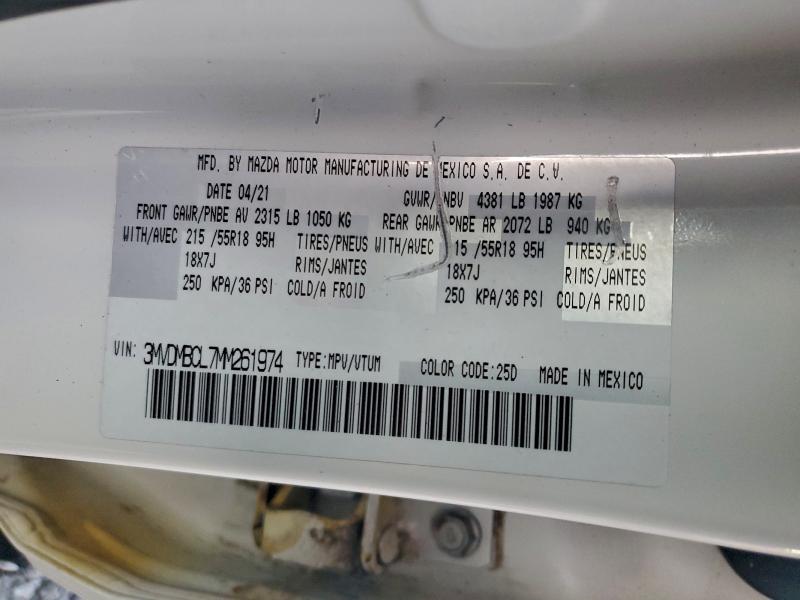 MFD. BY MAZDA MOTOR MANUFACTURING DE MEXICO S.A. DE C.V.
DATE 04/21 GVWR/PNBV 4381 LB 1987 KG
FRONT GAWR/PNBE AV 2315 LB 1050 KG REAR GAWR/PNBE AR 2072 LB 940 KG
WITH/AVEC 215 /55R18 95H TIRES/PNEUS WITH/AVEC 215 /55R18 95H TIRES/PNEUS
18X7J RIMS/JANTES 18X7J RIMS/JANTES
250 KPA/36 PSI COLD/A FROID 250 KPA/36 PSI COLD/A FROID
VIN: 3MVDMBCL7MM261974 TYPE:MPV/VTUM COLOR CODE:25D MADE IN MEXICO